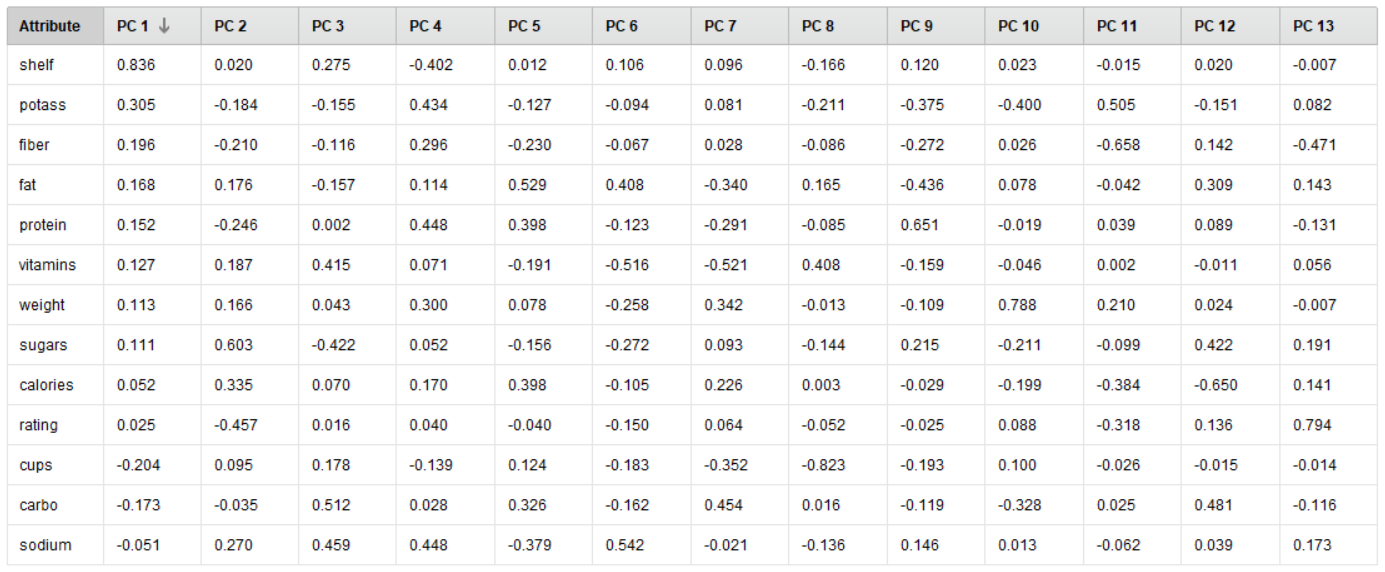 Attribute PC 1 ↓ PC 2 PC 3 PC 4 PC 5 PC 6 PC 7 PC 8 PC 9 PC 10 PC 11 PC 12 PC 13
shelf 0.836 0.020 0.275 -0.402 0.012 0.106 0.096 -0.166 0.120 0.023 -0.015 0.020 -0.007
potass 0.305 -0.184 -0.155 0.434 -0.127 -0.094 0.081 -0.211 -0.375 -0.400 0.505 -0.151 0.082
fiber 0.196 -0.210 -0.116 0.296 -0.230 -0.067 0.028 -0.086 -0.272 0.026 -0.658 0.142 -0.471
fat 0.168 0.176 -0.157 0.114 0.529 0.408 -0.340 0.165 -0.436 0.078 -0.042 0.309 0.143
protein 0.152 -0.246 0.002 0.448 0.398 -0.123 -0.291 -0.085 0.651 -0.019 0.039 0.089 -0.131
vitamins 0.127 0.187 0.415 0.071 -0.191 -0.516 -0.521 0.408 -0.159 -0.046 0.002 -0.011 0.056
weight 0.113 0.166 0.043 0.300 0.078 -0.258 0.342 -0.013 -0.109 0.788 0.210 0.024 -0.007
sugars 0.111 0.603 -0.422 0.052 -0.156 -0.272 0.093 -0.144 0.215 -0.211 -0.099 0.422 0.191
calories 0.052 0.335 0.070 0.170 0.398 -0.105 0.226 0.003 -0.029 -0.199 -0.384 -0.650 0.141
rating 0.025 -0.457 0.016 0.040 -0.040 -0.150 0.064 -0.052 -0.025 0.088 -0.318 0.136 0.794
cups -0.204 0.095 0.178 -0.139 0.124 -0.183 -0.352 -0.823 -0.193 0.100 -0.026 -0.015 -0.014
carbo -0.173 -0.035 0.512 0.028 0.326 -0.162 0.454 0.016 -0.119 -0.328 0.025 0.481 -0.116
sodium -0.051 0.270 0.459 0.448 -0.379 0.542 -0.021 -0.136 0.146 0.013 -0.062 0.039 0.173